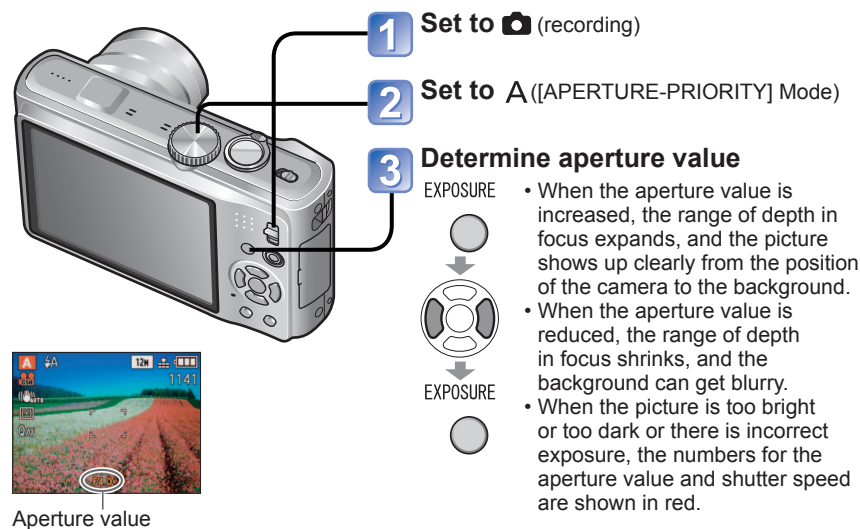 1 Set to (recording)
2 Set to A ([APERTURE-PRIORITY] Mode)
3 Determine aperture value
EXPOSURE
EXPOSURE
• When the aperture value is
increased, the range of depth in
focus expands, and the picture
shows up clearly from the position
of the camera to the background.
• When the aperture value is
reduced, the range of depth
in focus shrinks, and the
background can get blurry.
• When the picture is too bright
or too dark or there is incorrect
exposure, the numbers for the
aperture value and shutter speed
are shown in red.
A A 12M
1141
AUTO
F4.0
Aperture value